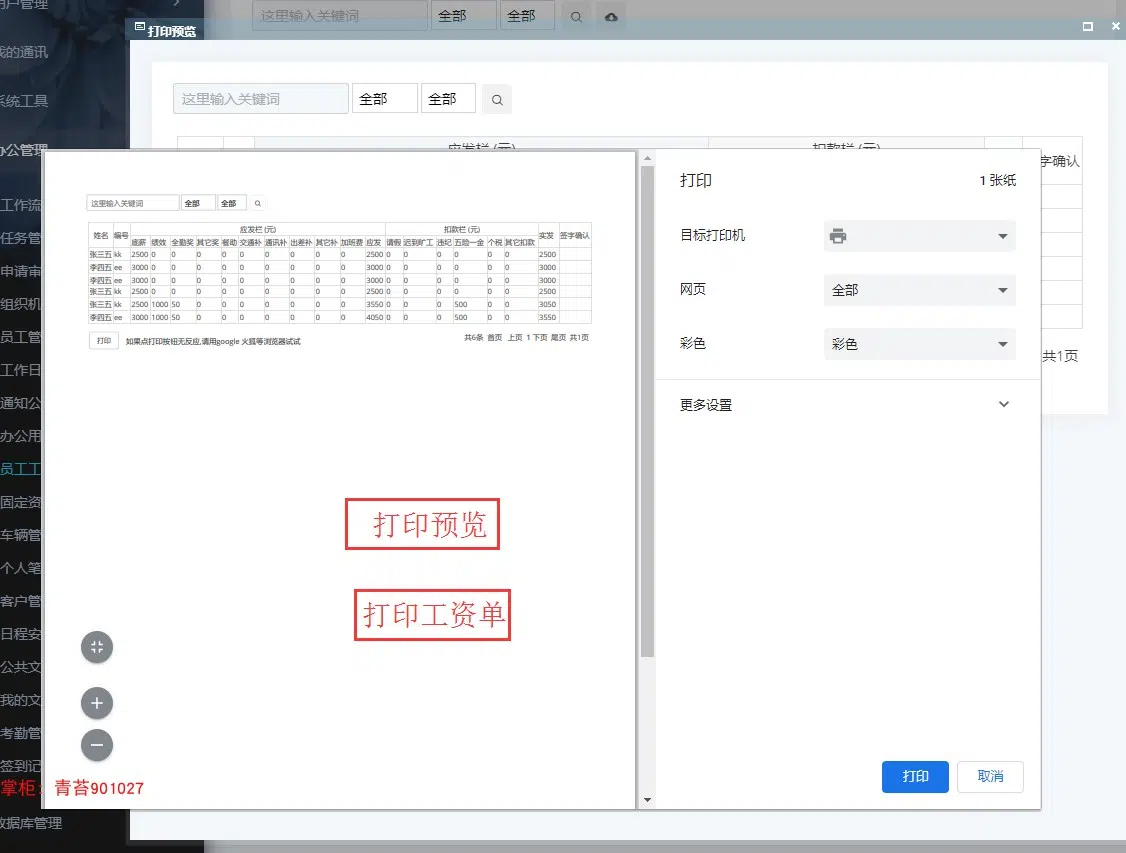 用户管理
这里输入关键词 全部 全部
打印预览
我的通讯
系统工具
这里输入关键词 全部 全部
办公管理
应发栏 (元) 扣款栏 (元)
字确认
打印 1 张纸
工作流
这里输入关键词 全部 全部
目标打印机
任务管
应发栏 (元) 扣款栏 (元)
姓名 编号 底薪 绩效 全勤奖 其它奖 餐助 交通补 通讯补 出差补 其它补 加班费 应发 请假 迟到旷工 违纪 五险一金 个税 其它扣款 实发 签字确认
张三五 kk 2500 0 0 0 0 0 0 0 0 0 2500 0 0 0 0 0 0 2500
李四五 ee 3000 0 0 0 0 0 0 0 0 0 3000 0 0 0 0 0 0 3000
李四五 ee 3000 0 0 0 0 0 0 0 0 0 3000 0 0 0 0 0 0 3000
张三五 kk 2500 0 0 0 0 0 0 0 0 0 2500 0 0 0 0 0 0 2500
张三五 kk 2500 1000 50 0 0 0 0 0 0 0 3550 0 0 0 500 0 0 3050
李四五 ee 3000 1000 50 0 0 0 0 0 0 0 4050 0 0 0 500 0 0 3550
申请审
网页 全部
组织机
员工管
打印 如果点打印按钮无反应,请用google 火狐等浏览器试试
共6条 首页 上页 1 下页 尾页 共1页
彩色 彩色
共1页
工作日
通知公
更多设置
办公用
员工工
固定资
打印预览
车辆管
个人笔
客户管
打印工资单
日程安
公共文
我的文
考勤管
签到记
打印 取消
掌柜：青苔901027
数据库管理